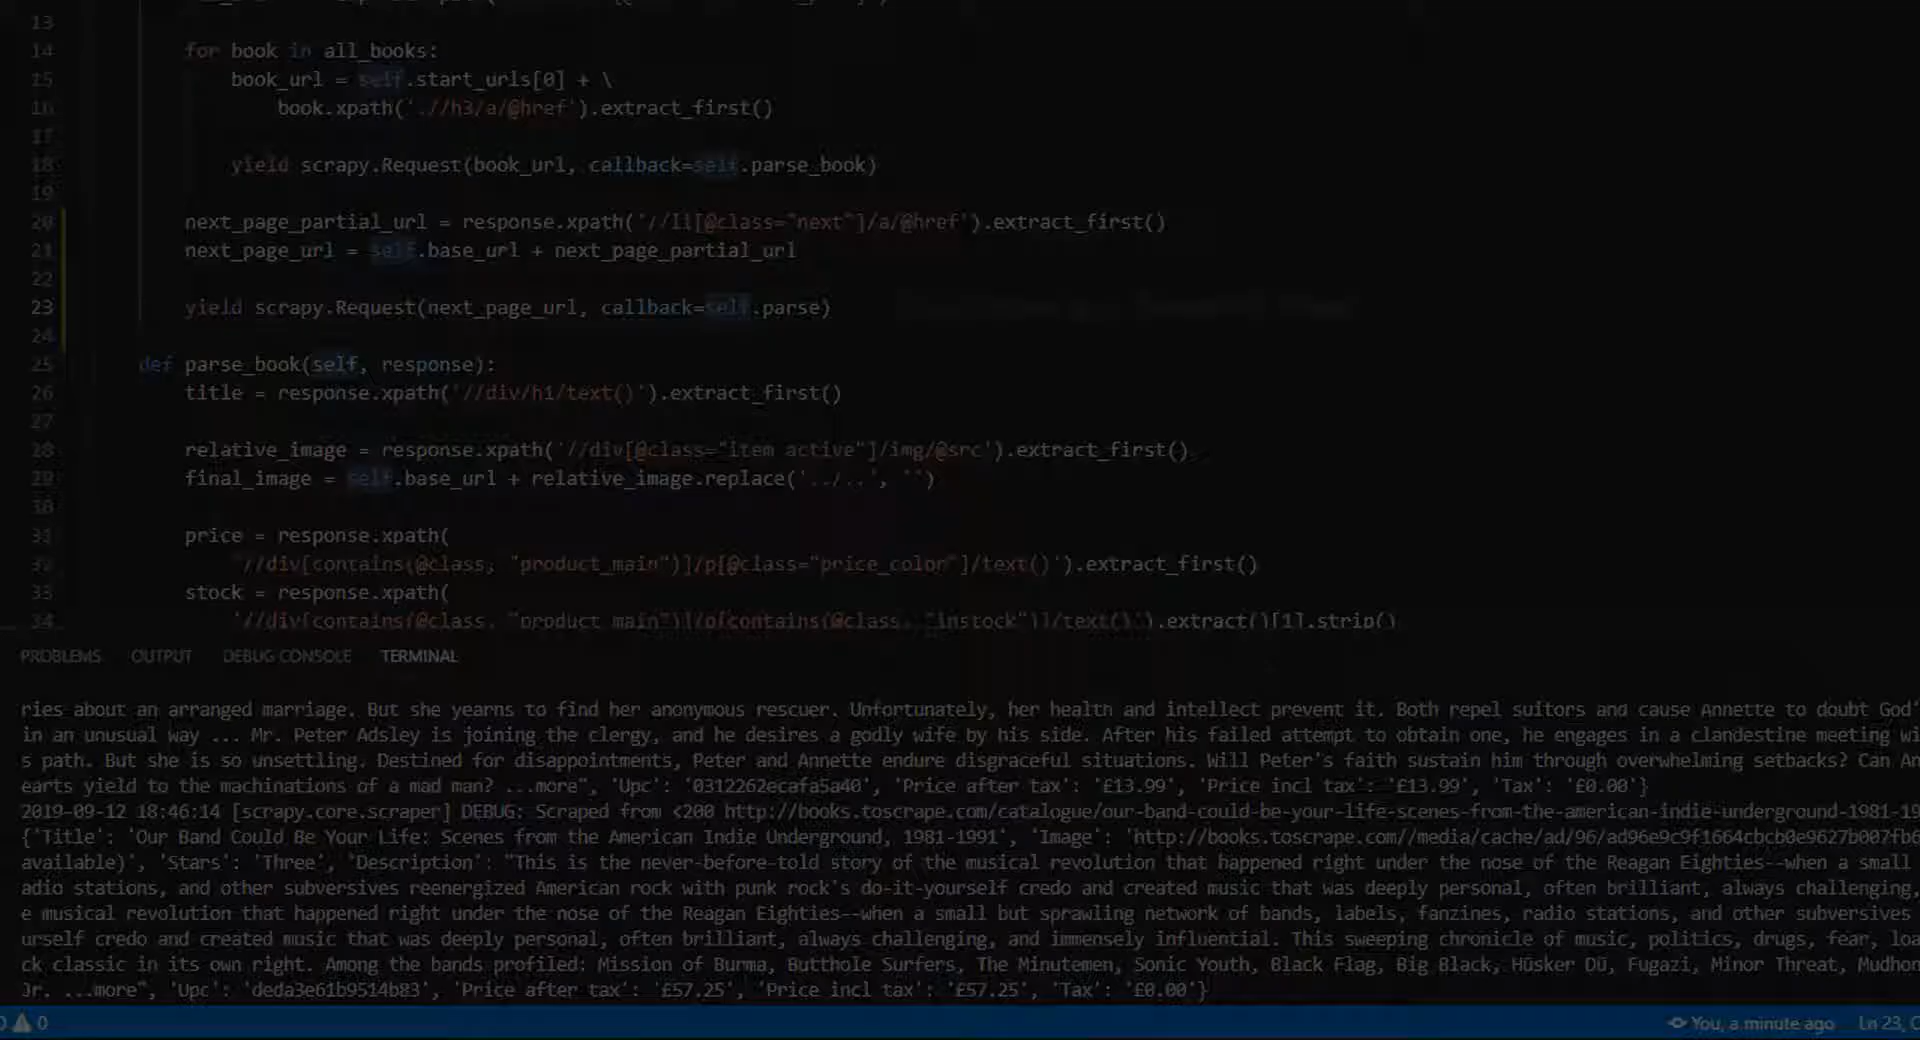 13
14 for book in all_books:
15 book_url = self.start_urls[0] + \
16 book.xpath('.//h3/a/@href').extract_first()
17
18 yield scrapy.Request(book_url, callback=self.parse_book)
19
20 next_page_partial_url = response.xpath('//li[@class="next"]/a/@href').extract_first()
21 next_page_url = self.base_url + next_page_partial_url
22
23 yield scrapy.Request(next_page_url, callback=self.parse)
24
25 def parse_book(self, response):
26 title = response.xpath('//div/h1/text()').extract_first()
27
28 relative_image = response.xpath('//div[@class="item active"]/img/@src').extract_first()
29 final_image = self.base_url + relative_image.replace('../..', '')
30
31 price = response.xpath(
32 '//div[contains(@class, "product_main")]/p[@class="price_color"]/text()').extract_first()
33 stock = response.xpath(
34 '//div[contains(@class, "product_main")]/p[contains(@class, "instock")]/text()').extract()[1].strip()
PROBLEMS OUTPUT DEBUG CONSOLE TERMINAL
ries about an arranged marriage. But she yearns to find her anonymous rescuer. Unfortunately, her health and intellect prevent it. Both repel suitors and cause Annette to doubt God'
in an unusual way ... Mr. Peter Adsley is joining the clergy, and he desires a godly wife by his side. After his failed attempt to obtain one, he engages in a clandestine meeting wi
s path. But she is so unsettling. Destined for disappointments, Peter and Annette endure disgraceful situations. Will Peter's faith sustain him through overwhelming setbacks? Can An
earts yield to the machinations of a mad man? ...more", 'Upc': '0312262ecafa5a40', 'Price after tax': '£13.99', 'Price incl tax': '£13.99', 'Tax': '£0.00'}
2019-09-12 18:46:14 [scrapy.core.scraper] DEBUG: Scraped from <200 http://books.toscrape.com/catalogue/our-band-could-be-your-life-scenes-from-the-american-indie-underground-1981-19
{'Title': 'Our Band Could Be Your Life: Scenes from the American Indie Underground, 1981-1991', 'Image': 'http://books.toscrape.com//media/cache/ad/96/ad96e9c9f1664cbcb0e9627b007fb6
available)', 'Stars': 'Three', 'Description': "This is the never-before-told story of the musical revolution that happened right under the nose of the Reagan Eighties--when a small
adio stations, and other subversives reenergized American rock with punk rock's do-it-yourself credo and created music that was deeply personal, often brilliant, always challenging,
e musical revolution that happened right under the nose of the Reagan Eighties--when a small but sprawling network of bands, labels, fanzines, radio stations, and other subversives
urself credo and created music that was deeply personal, often brilliant, always challenging, and immensely influential. This sweeping chronicle of music, politics, drugs, fear, loa
ck classic in its own right. Among the bands profiled: Mission of Burma, Butthole Surfers, The Minutemen, Sonic Youth, Black Flag, Big Black, Hüsker Dü, Fugazi, Minor Threat, Mudhon
Jr. ...more", 'Upc': 'deda3e61b9514b83', 'Price after tax': '£57.25', 'Price incl tax': '£57.25', 'Tax': '£0.00'}
0 0 You, a minute ago Ln 23, C